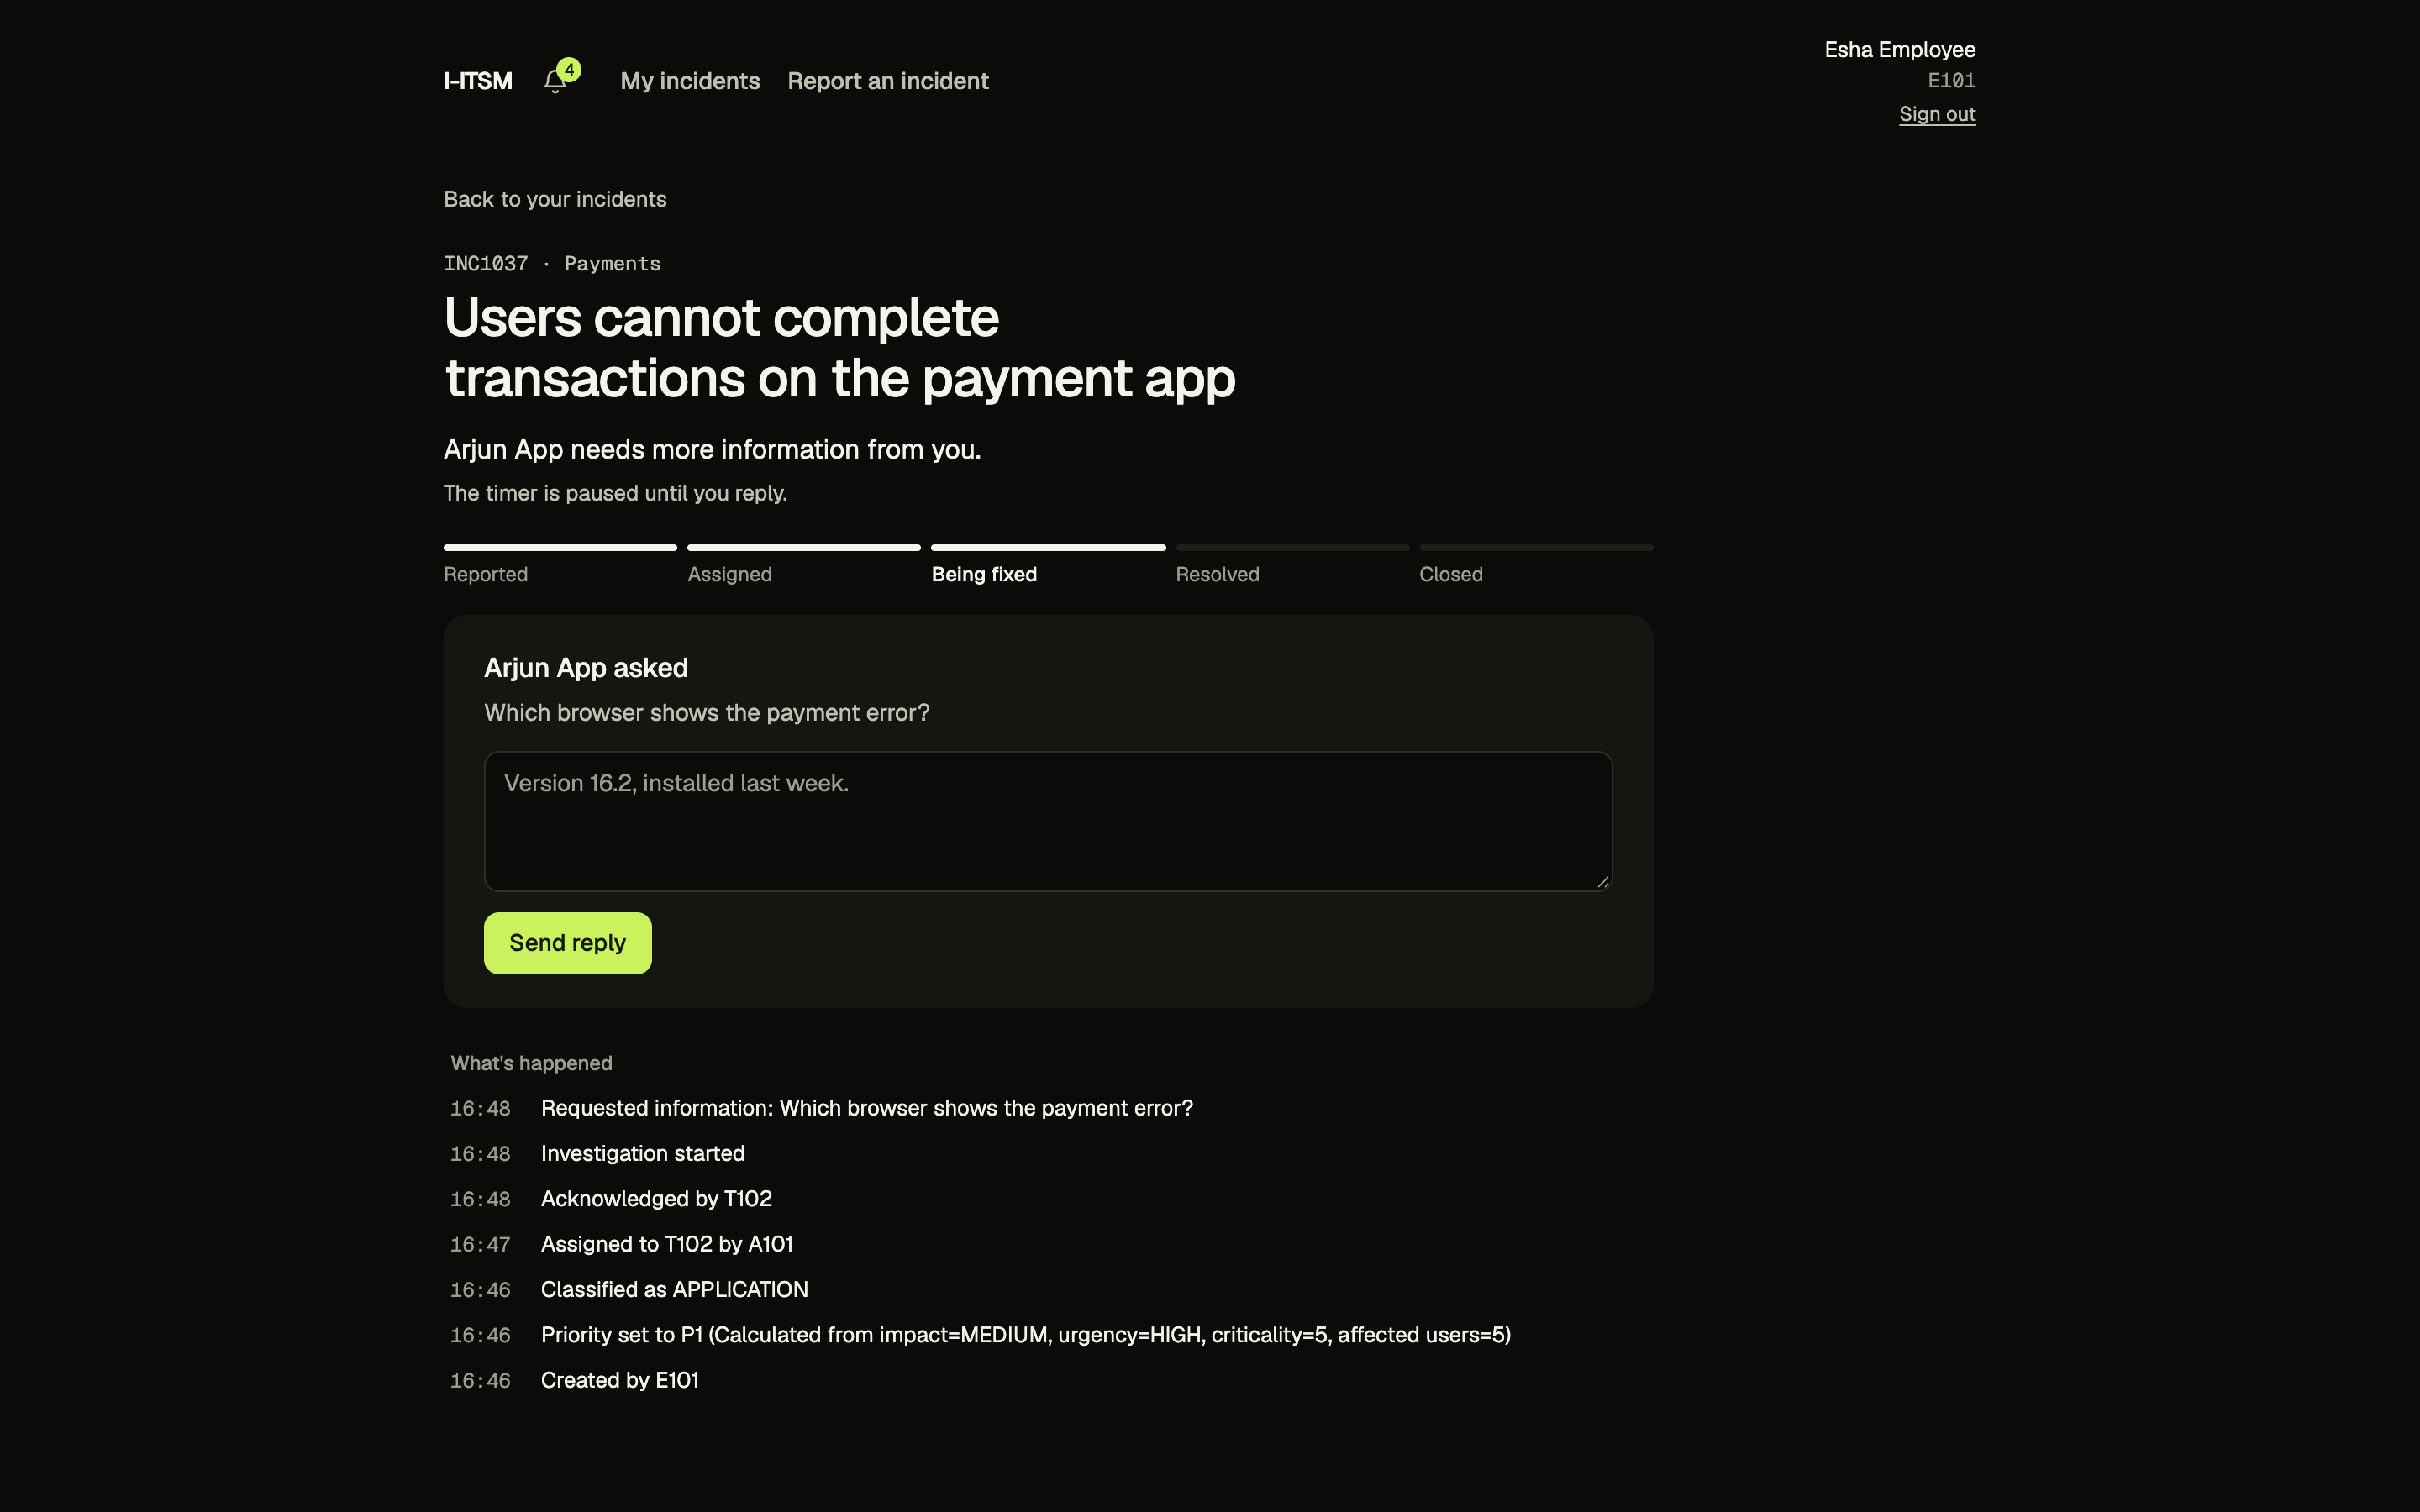 I-ITSM
4
My incidents
Report an incident
Esha Employee
E101
Sign out
Back to your incidents
INC1037 · Payments
Users cannot complete
transactions on the payment app
Arjun App needs more information from you.
The timer is paused until you reply.
Reported
Assigned
Being fixed
Resolved
Closed
Arjun App asked
Which browser shows the payment error?
Version 16.2, installed last week.
Send reply
What's happened
16:48 Requested information: Which browser shows the payment error?
16:48 Investigation started
16:48 Acknowledged by T102
16:47 Assigned to T102 by A101
16:46 Classified as APPLICATION
16:46 Priority set to P1 (Calculated from impact=MEDIUM, urgency=HIGH, criticality=5, affected users=5)
16:46 Created by E101